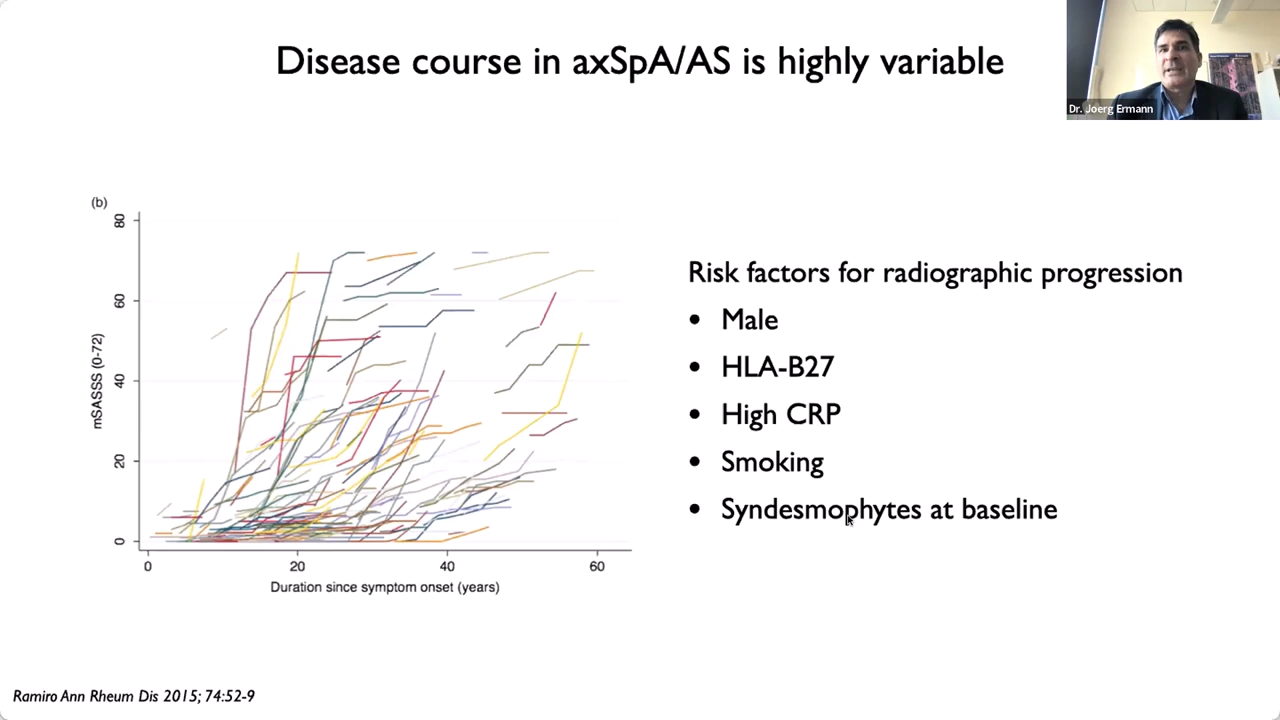 Disease course in axSpA/AS is highly variable
Dr. Joerg Ermann
(b)
80
60
40
20
0
mSASSS (0-72)
0 20 40 60
Duration since symptom onset (years)
Risk factors for radiographic progression
• Male
• HLA-B27
• High CRP
• Smoking
• Syndesmophytes at baseline
Ramiro Ann Rheum Dis 2015; 74:52-9